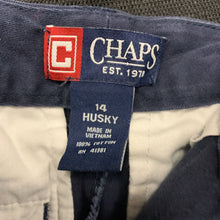 C CHAPS
EST. 1978
14
HUSKY
MADE IN
VIETNAM
100% COTTON
RN 41381